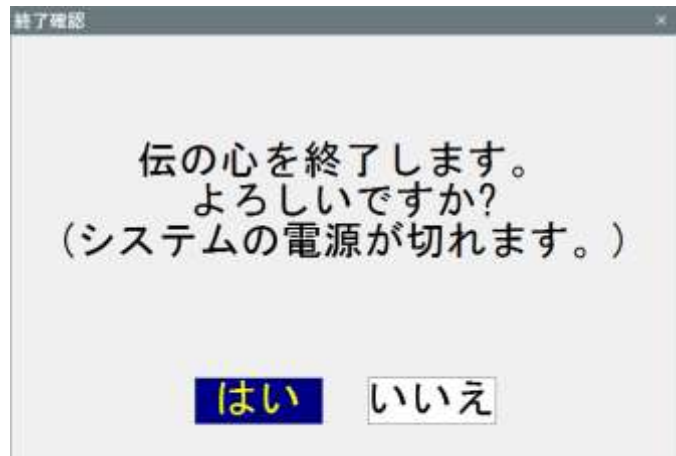 終了確認
伝の心を終了します。
よろしいですか?
(システムの電源が切れます。)
はい いいえ